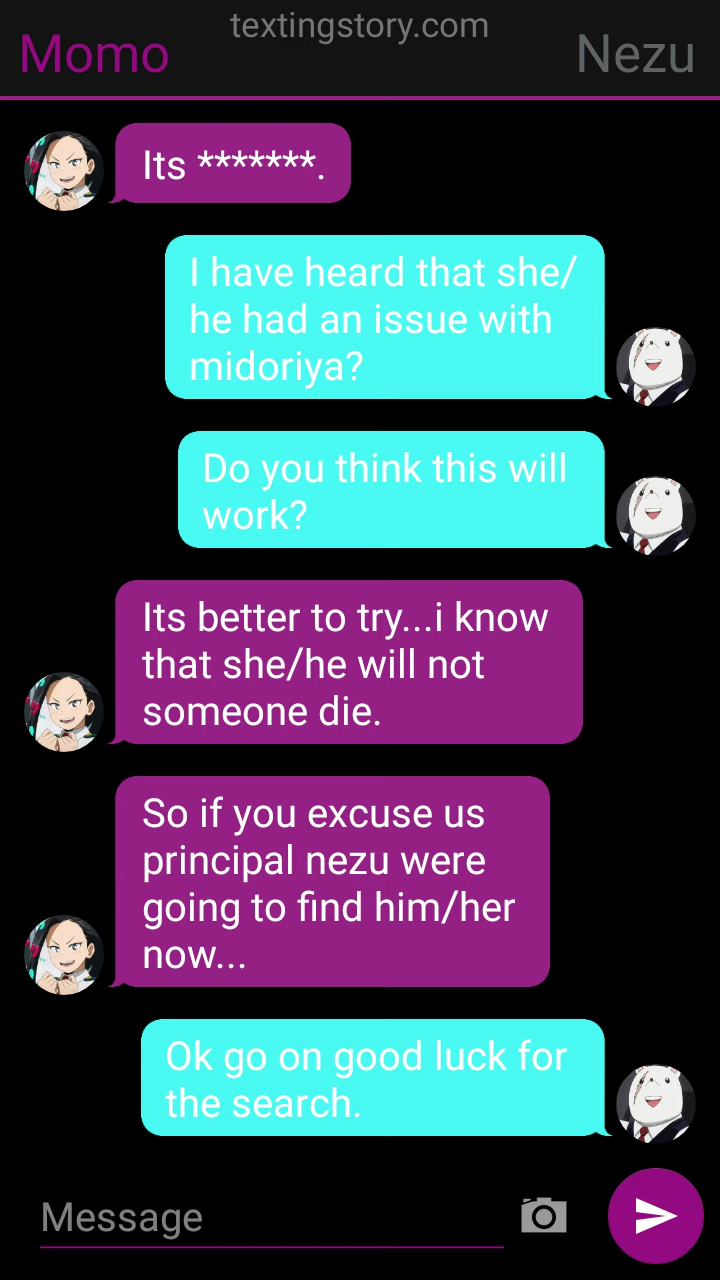 textingstory.com
Momo
Nezu
Its *******.
I have heard that she/
he had an issue with
midoriya?
Do you think this will
work?
Its better to try...i know
that she/he will not
someone die.
So if you excuse us
principal nezu were
going to find him/her
now...
Ok go on good luck for
the search.
Message